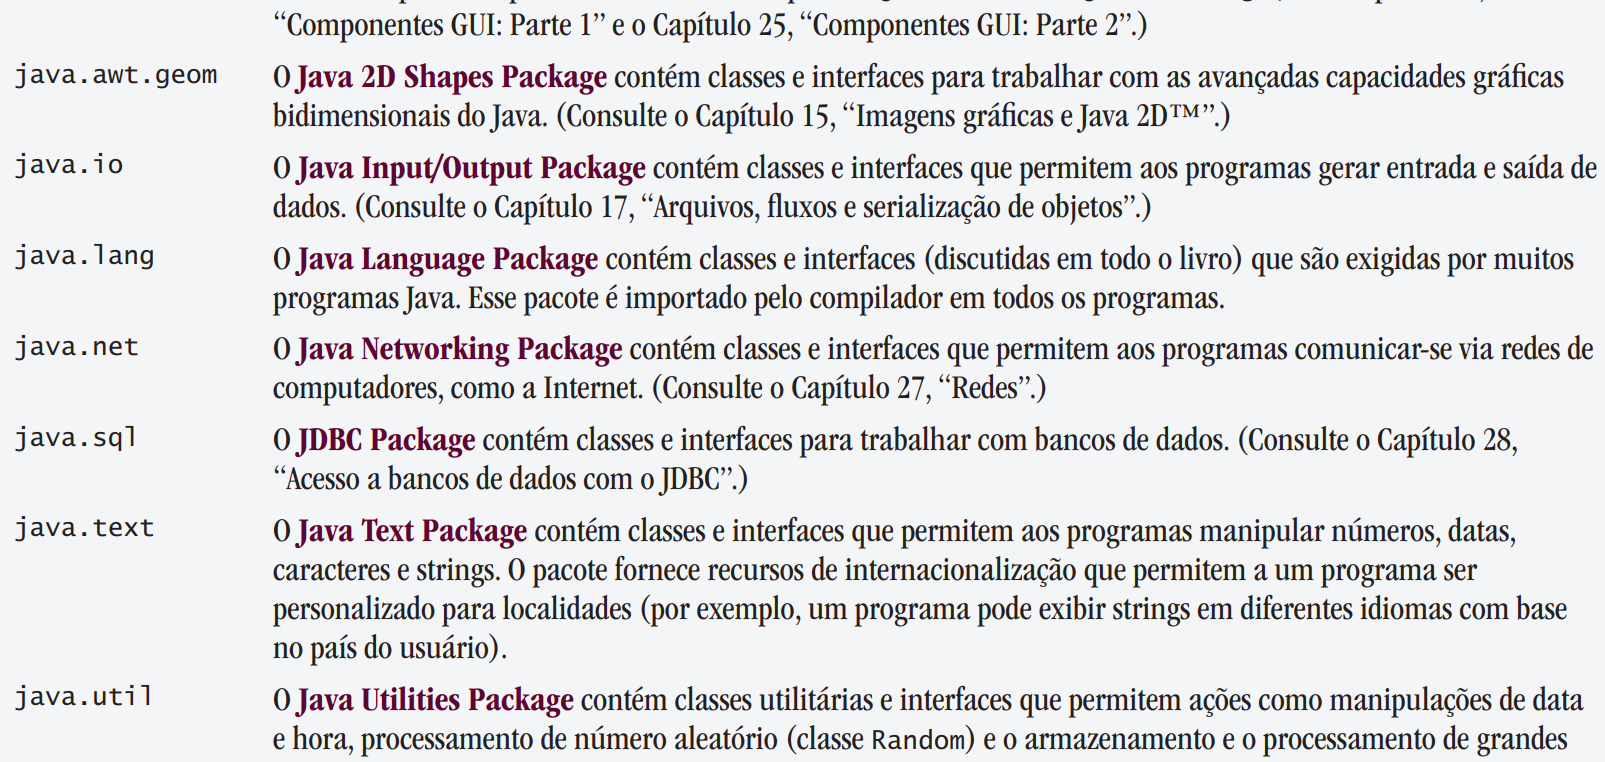 “Componentes GUI: Parte 1” e o Capítulo 25, “Componentes GUI: Parte 2”.)
java.awt.geom O Java 2D Shapes Package contém classes e interfaces para trabalhar com as avançadas capacidades gráficas
bidimensionais do Java. (Consulte o Capítulo 15, “Imagens gráficas e Java 2D™”.)
java.io O Java Input/Output Package contém classes e interfaces que permitem aos programas gerar entrada e saída de
dados. (Consulte o Capítulo 17, “Arquivos, fluxos e serialização de objetos”.)
java.lang O Java Language Package contém classes e interfaces (discutidas em todo o livro) que são exigidas por muitos
programas Java. Esse pacote é importado pelo compilador em todos os programas.
java.net O Java Networking Package contém classes e interfaces que permitem aos programas comunicar-se via redes de
computadores, como a Internet. (Consulte o Capítulo 27, “Redes”.)
java.sql O JDBC Package contém classes e interfaces para trabalhar com bancos de dados. (Consulte o Capítulo 28,
“Acesso a bancos de dados com o JDBC”.)
java.text O Java Text Package contém classes e interfaces que permitem aos programas manipular números, datas,
caracteres e strings. O pacote fornece recursos de internacionalização que permitem a um programa ser
personalizado para localidades (por exemplo, um programa pode exibir strings em diferentes idiomas com base
no país do usuário).
java.util O Java Utilities Package contém classes utilitárias e interfaces que permitem ações como manipulações de data
e hora, processamento de número aleatório (classe Random) e o armazenamento e o processamento de grandes